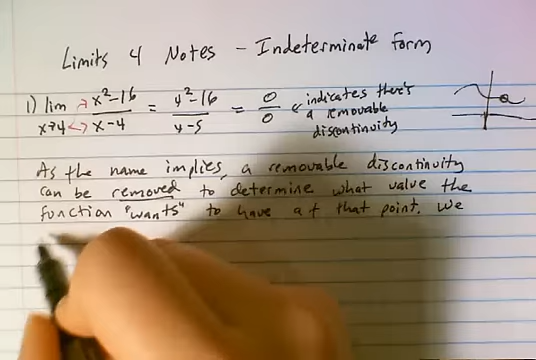 Limits 4 Notes - Indeterminate Form
1) lim x→4 x²-16 / x-4 = 4²-16 / 4-5 = 0/0 ← indicates there's
a removable
discontinuity
As the name implies, a removable discontinuity
can be removed to determine what value the
function "wants" to have at that point. We